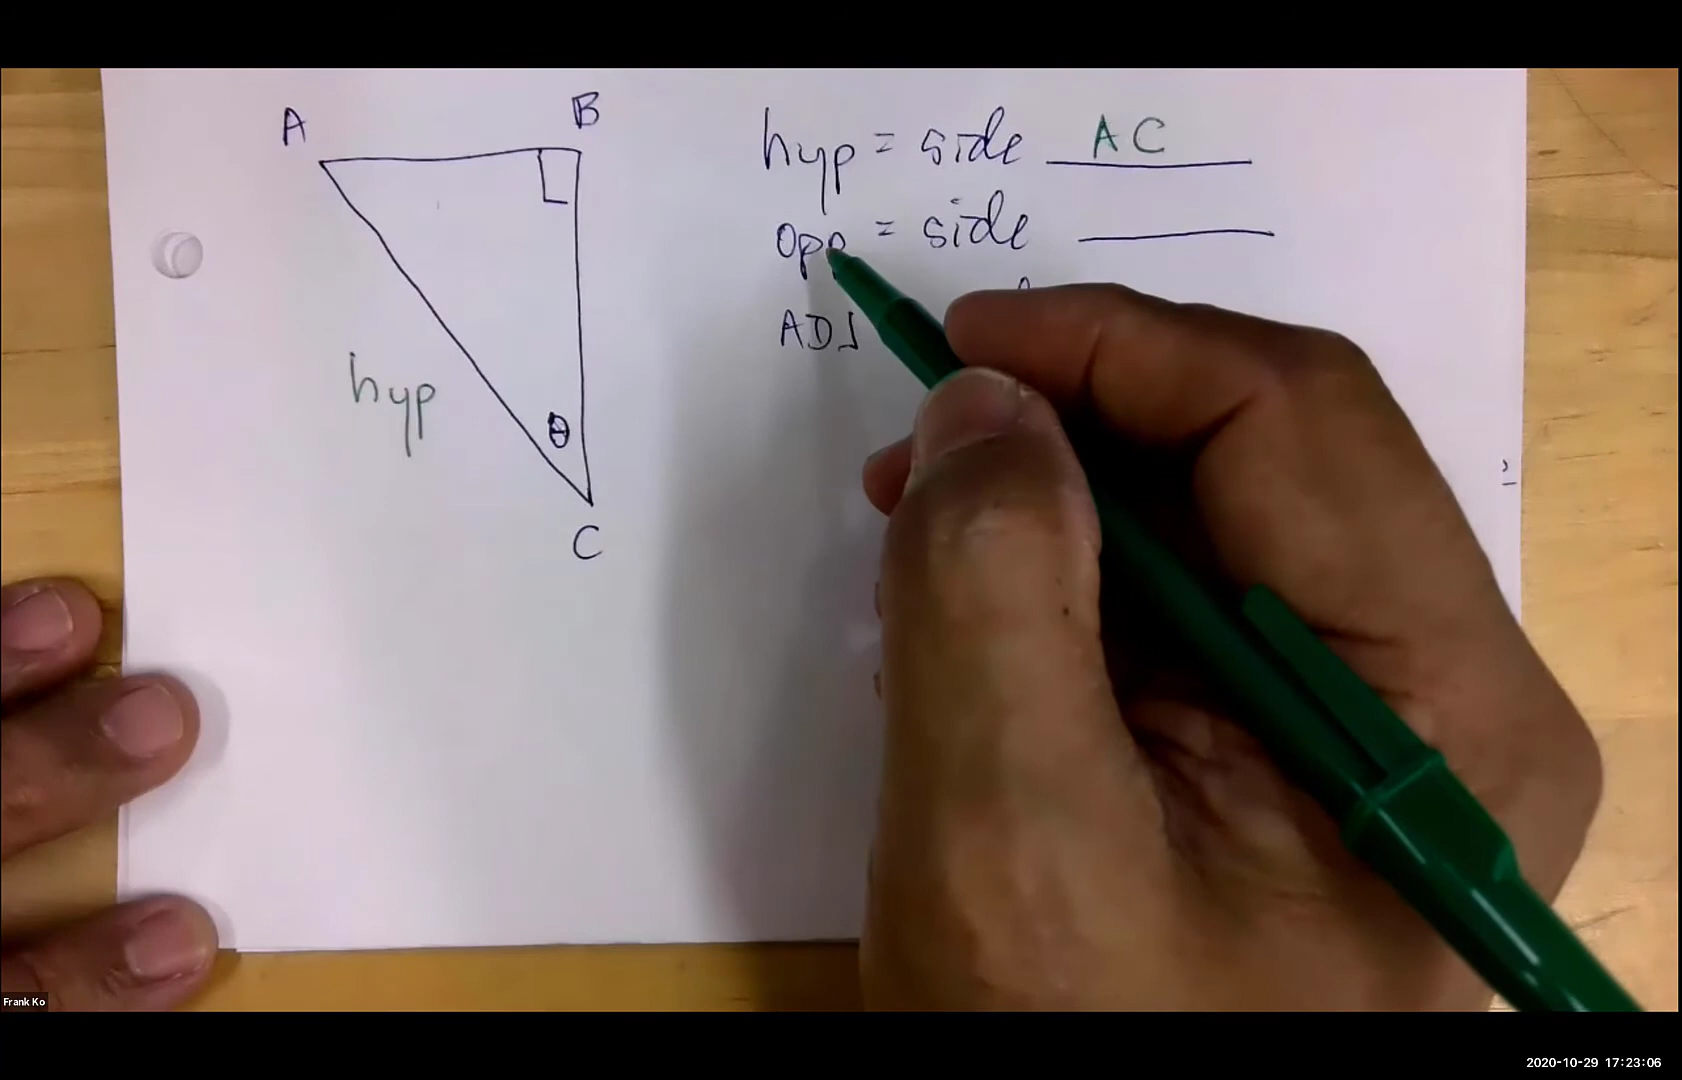 A
B
hyp = side AC
opp = side
ADJ
hyp
θ
C
Frank Ko
2020-10-29 17:23:06